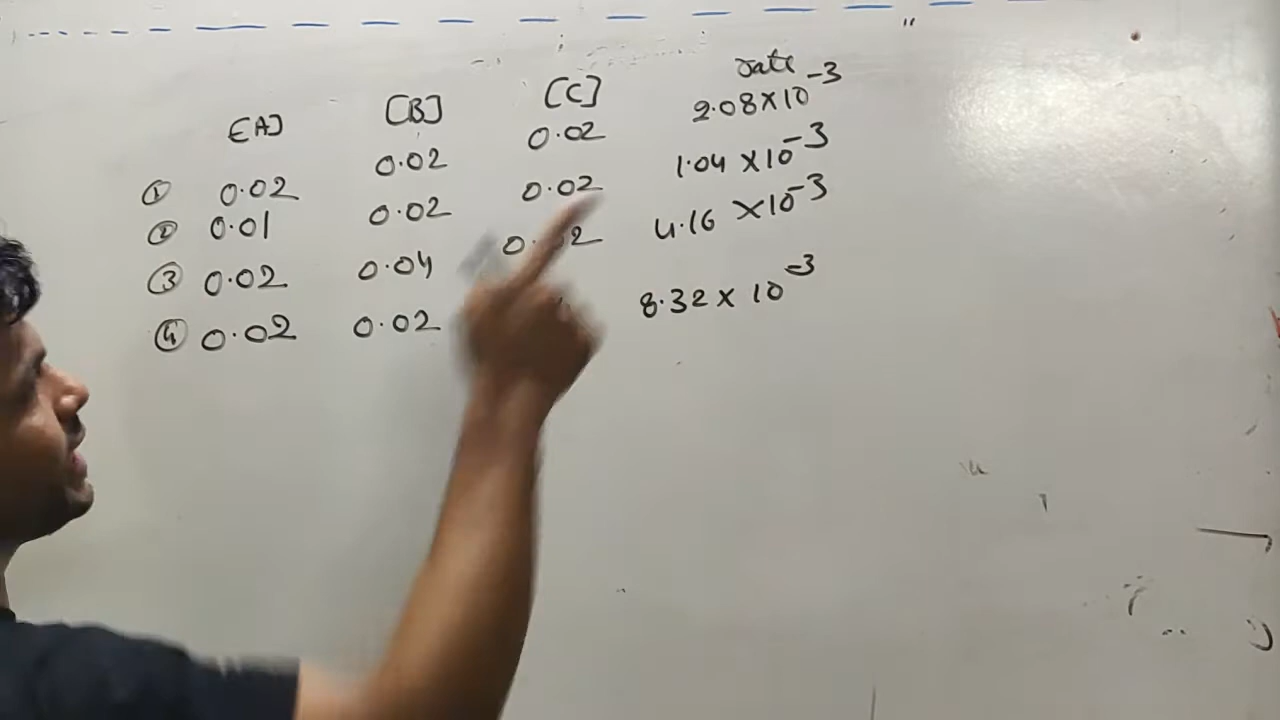 [A] [B] [C] rate
① 0.02 0.02 0.02 2.08×10⁻³
② 0.01 0.02 0.02 1.04×10⁻³
③ 0.02 0.04 0.02 4.16×10⁻³
④ 0.02 0.02 8.32×10⁻³